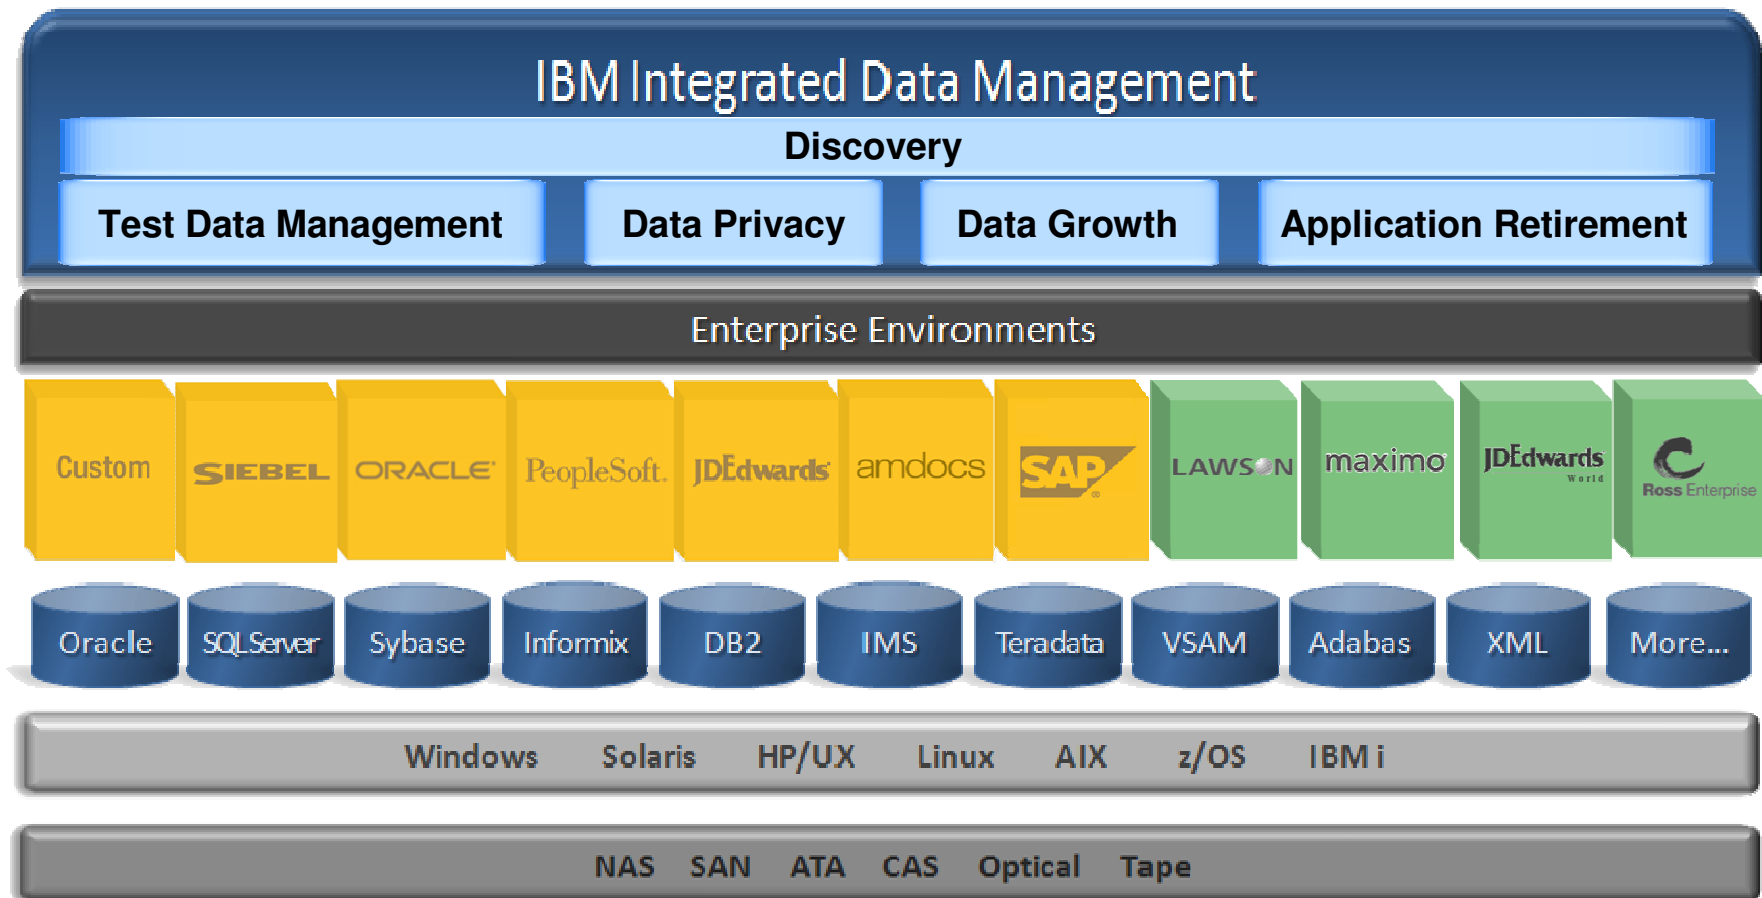 IBM Integrated Data Management
Discovery
Test Data Management Data Privacy Data Growth Application Retirement
Enterprise Environments
Custom SIEBEL ORACLE PeopleSoft. JDEdwards amdocs SAP LAWSON maximo JDEdwards World Ross Enterprise
Oracle SQLServer Sybase Informix DB2 IMS Teradata VSAM Adabas XML More...
Windows Solaris HP/UX Linux AIX z/OS IBM i
NAS SAN ATA CAS Optical Tape